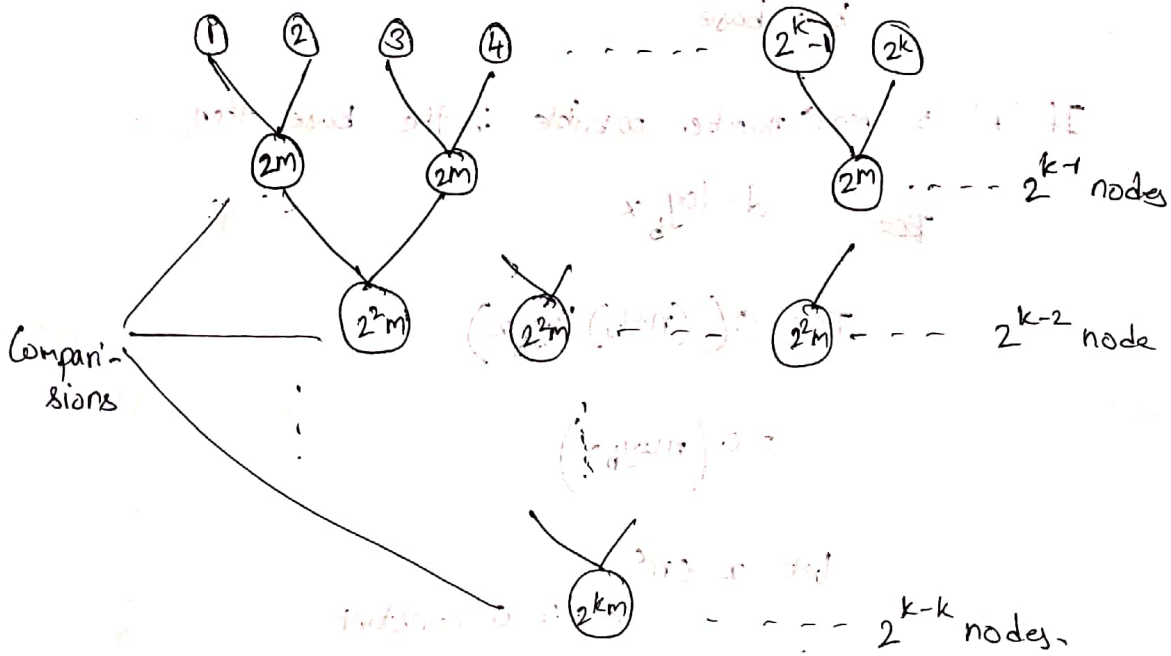 1 2 3 4 ----- 2^k-1 2^k
2m 2m 2m ---- 2^{k-1} nodes
2^2m 2^2m --- 2^2m --- 2^{k-2} node
Compari-
sions
2^km ---- 2^{k-k} nodes.